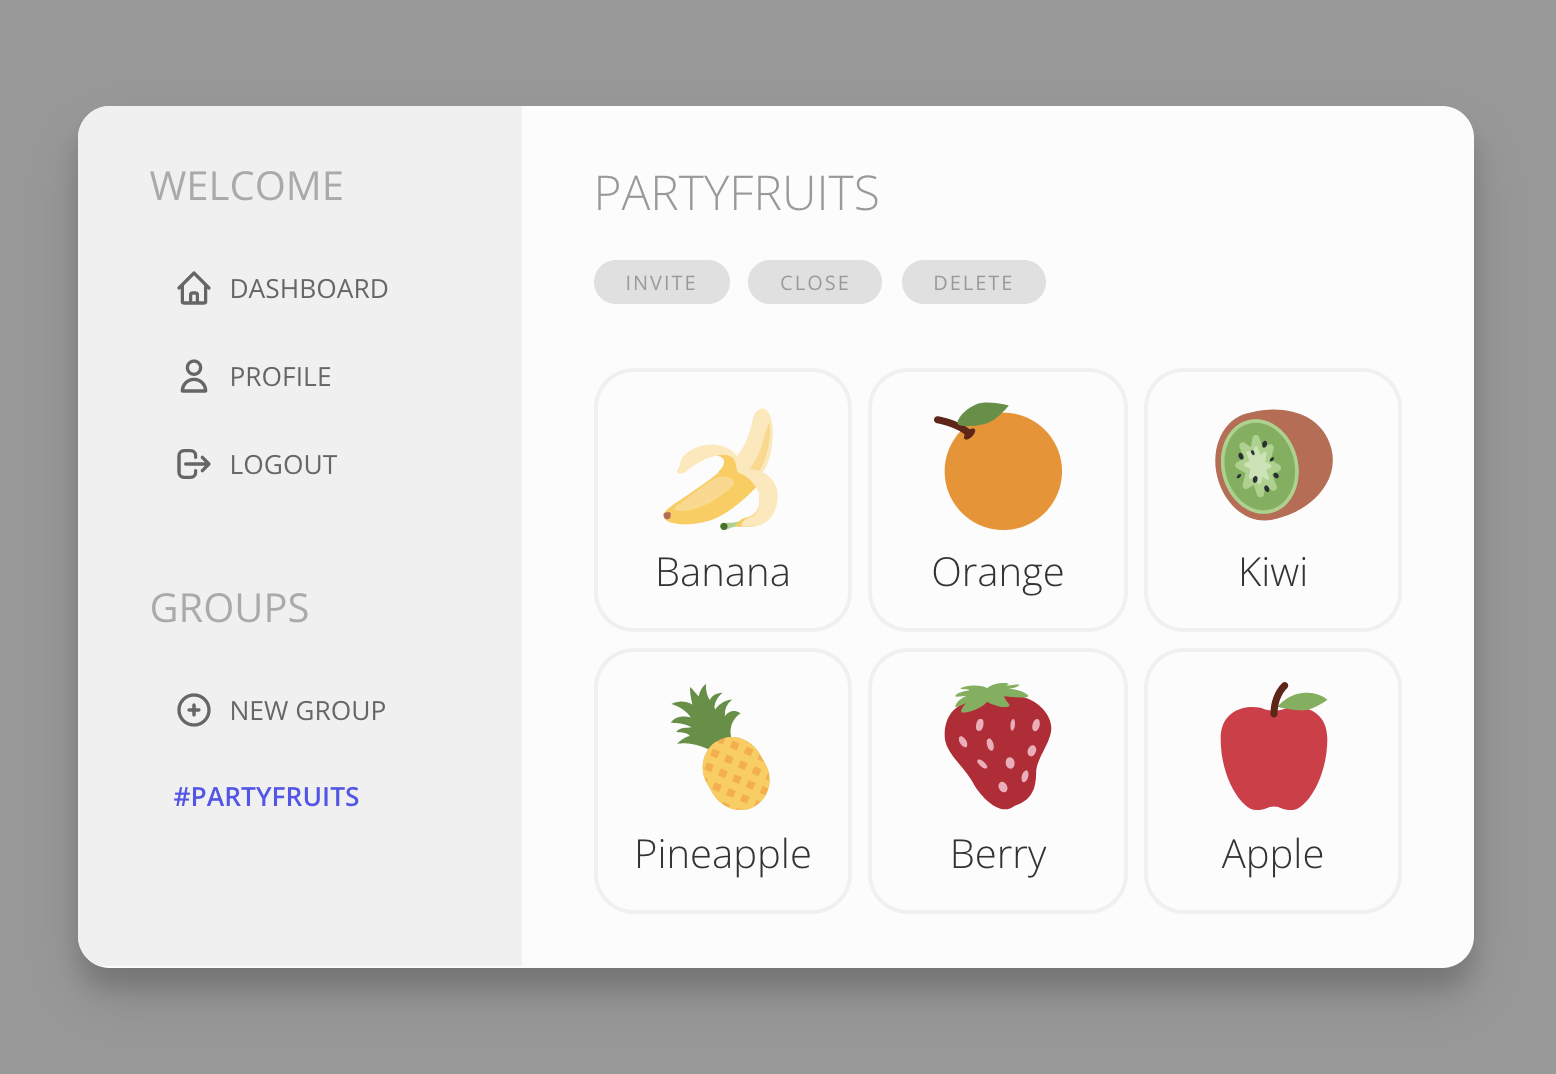 WELCOME
DASHBOARD
PROFILE
LOGOUT
GROUPS
NEW GROUP
#PARTYFRUITS
PARTYFRUITS
INVITE CLOSE DELETE
Banana Orange Kiwi
Pineapple Berry Apple